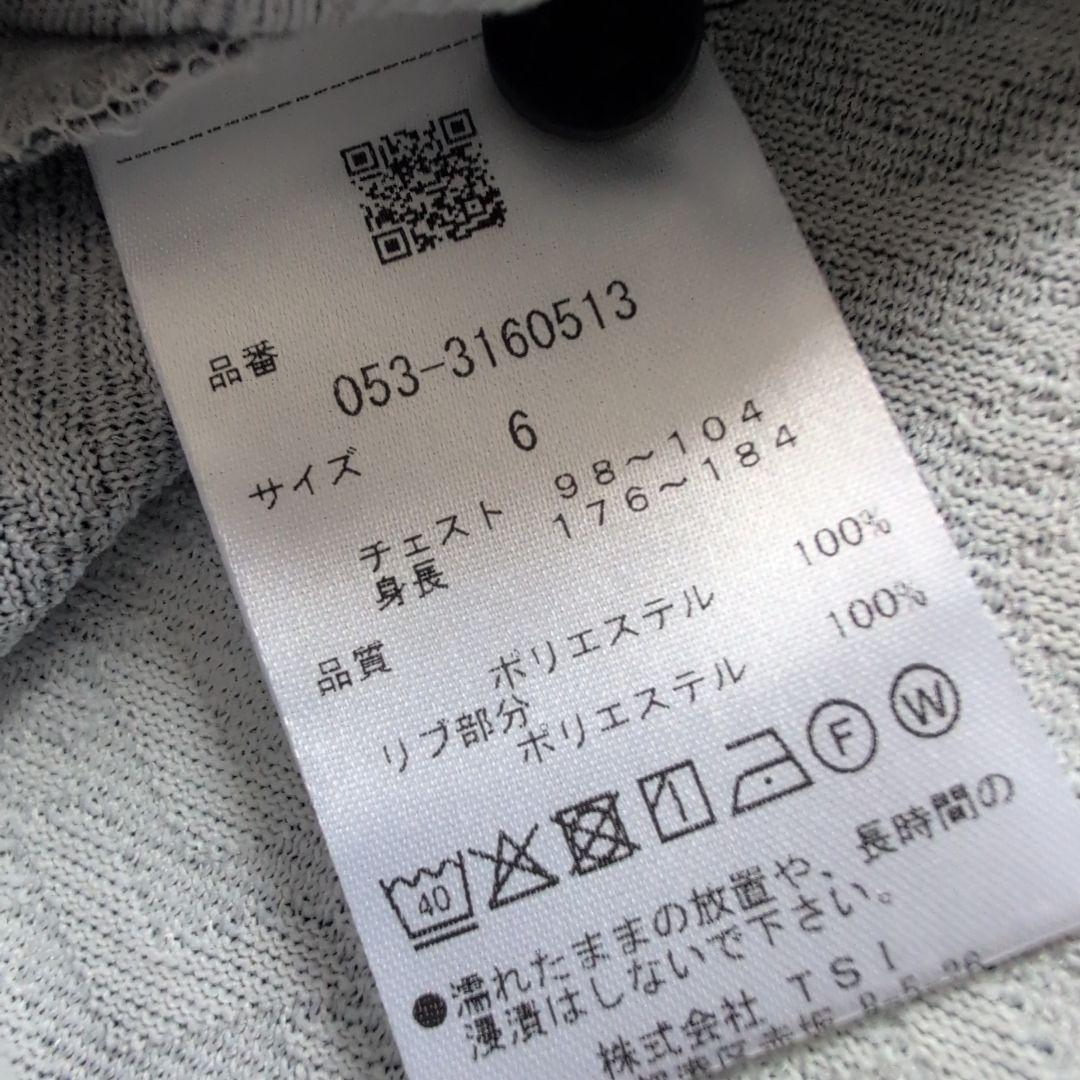 品番 053-3160513
サイズ 6
チェスト 98~104
身長 176~184
品質 ポリエステル 100%
リブ部分
ポリエステル 100%
40 F W
●濡れたままの放置や、長時間の
浸漬はしないで下さい。
株式会社 TSI